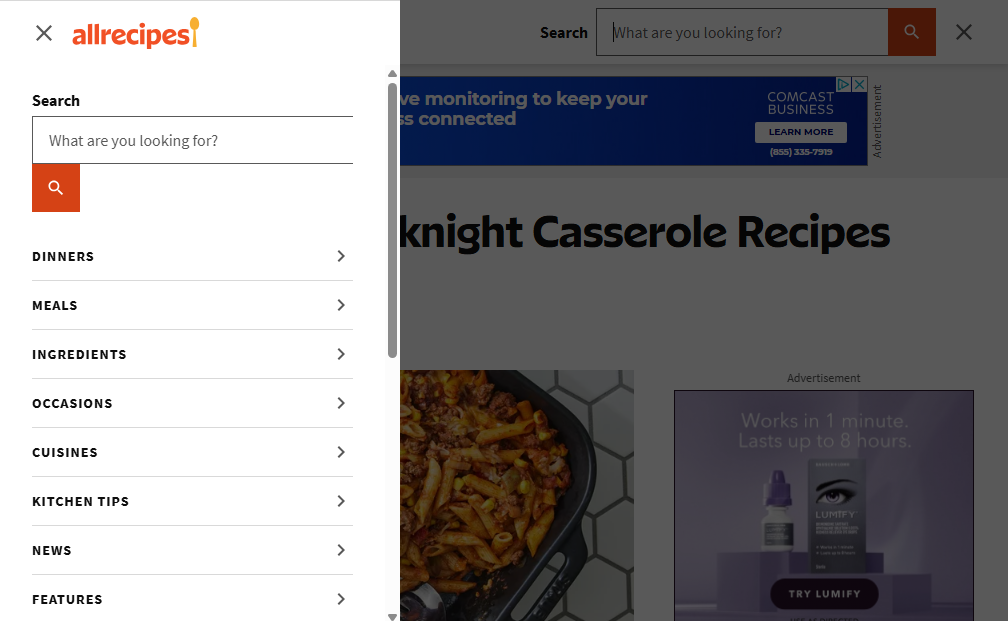 allrecipes
Search
What are you looking for?
DINNERS
MEALS
INGREDIENTS
OCCASIONS
CUISINES
KITCHEN TIPS
NEWS
FEATURES
Search
What are you looking for?
ve monitoring to keep your
ss connected
COMCAST
BUSINESS
LEARN MORE
(855) 335-7919
Advertisement
knight Casserole Recipes
Advertisement
Works in 1 minute.
Lasts up to 8 hours.
LUMIFY
TRY LUMIFY